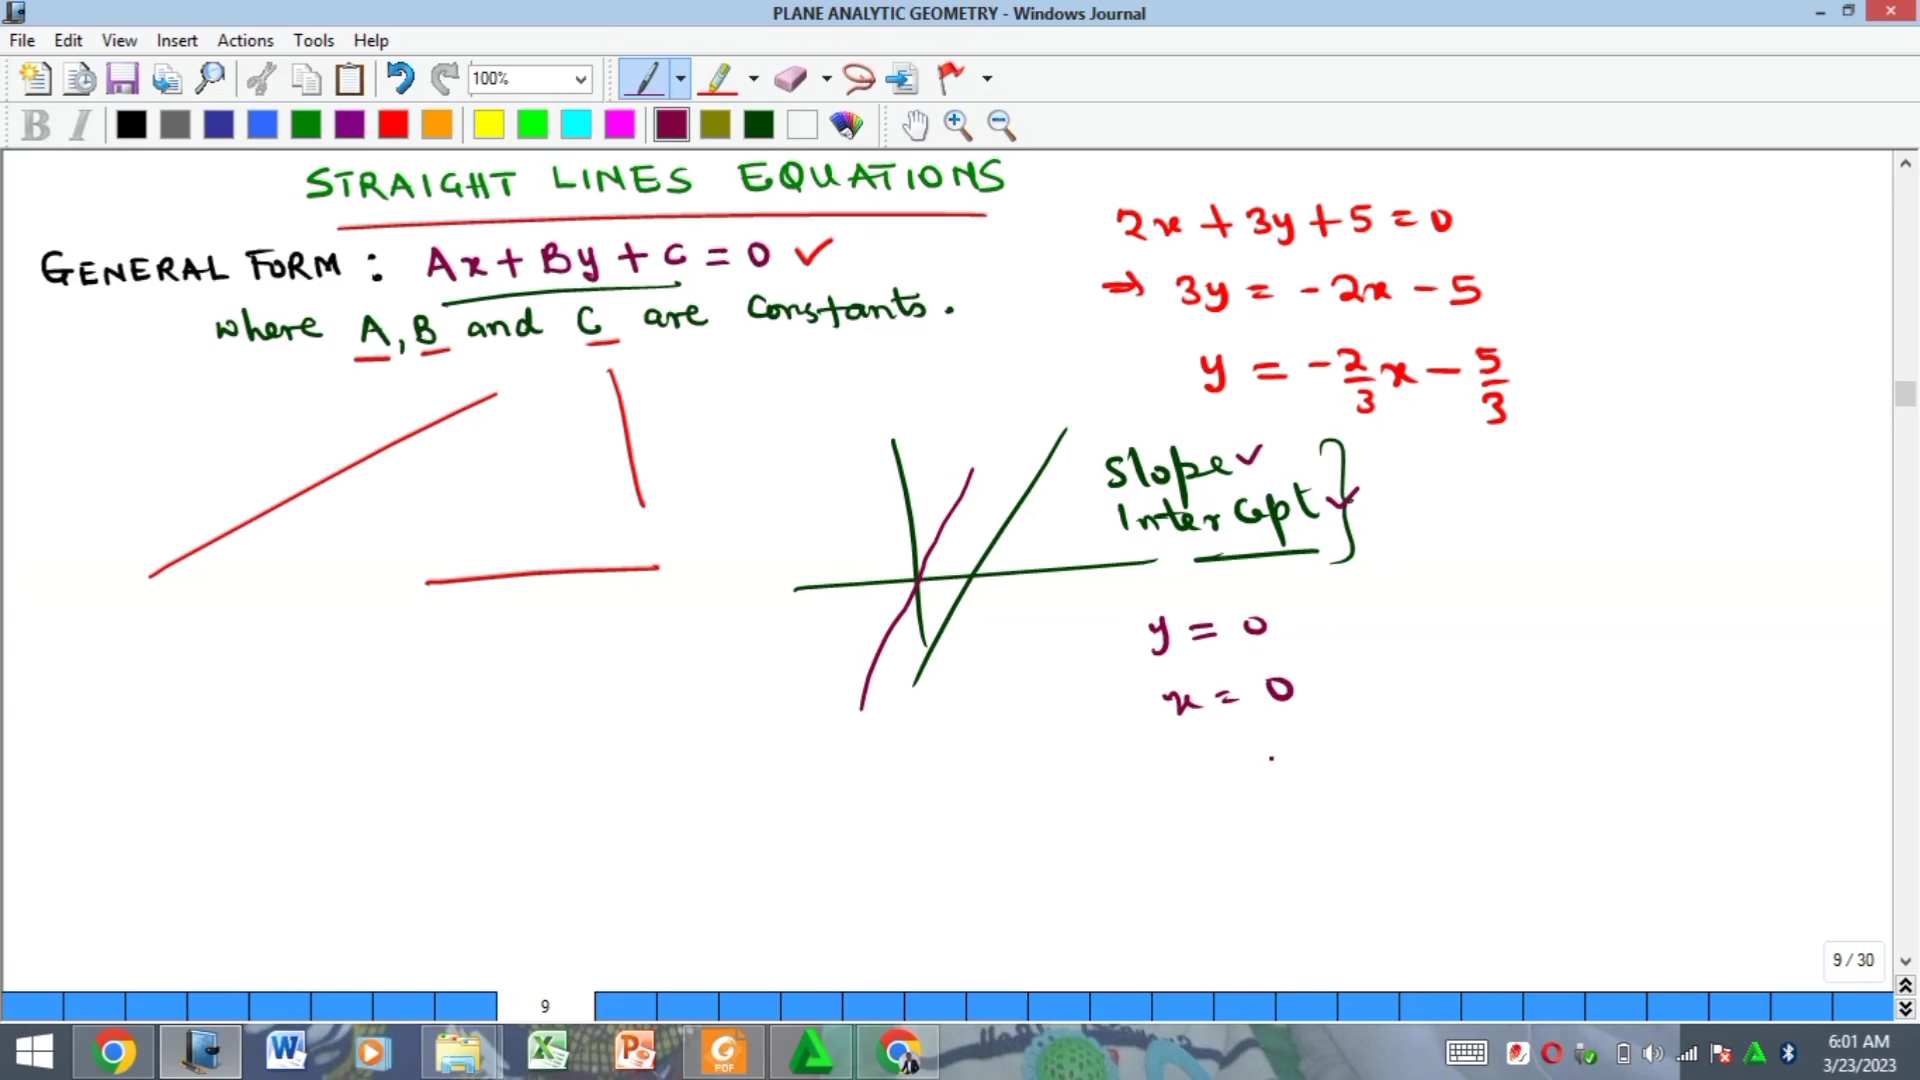 PLANE ANALYTIC GEOMETRY - Windows Journal
File Edit View Insert Actions Tools Help
100%
B I
STRAIGHT LINES EQUATIONS
GENERAL FORM : Ax + By + C = 0 ✓
where A, B and C are constants.
2x + 3y + 5 = 0
⇒ 3y = -2x - 5
y = -2/3 x - 5/3
Slope ✓
Intercept ✓
y = 0
x = 0
9 / 30
9
6:01 AM
3/23/2023